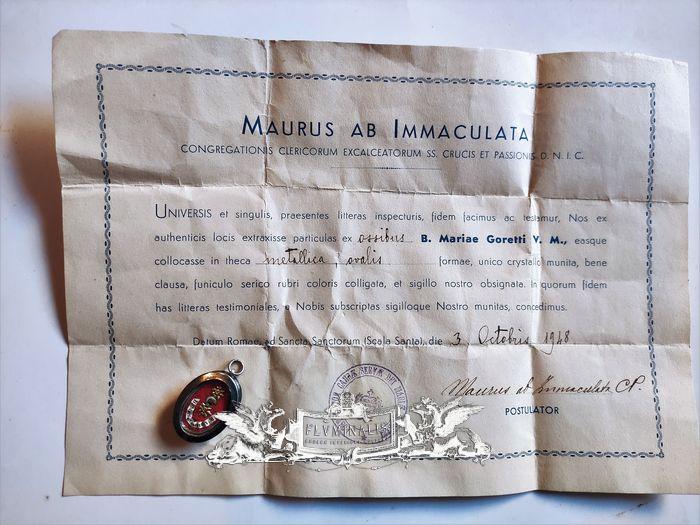 MAURUS AB IMMACULATA
CONGREGATIONIS CLERICORUM EXCALCEATORUM SS. CRUCIS ET PASSIONIS D. N. I. C.
UNIVERSIS et singulis, praesentes litteras inspecturis, fidem facimus ac testamur, Nos ex
authenticis locis extraxisse particulas ex ossibus B. Mariae Goretti V. M., easque
collocasse in theca metallica, ovalis formae, unico crystallo munita, bene
clausa, funiculo serico rubri coloris colligata, et sigillo nostro obsignata. In quorum fidem
has litteras testimoniales, a Nobis subscriptas sigilloque Nostro munitas, concedimus.
Datum Romae, ad Sancta Sanctorum (Scala Santa), die 3 Octobris 1948
Maurus ab Immaculata CP.
POSTULATOR
FLVMINALIS